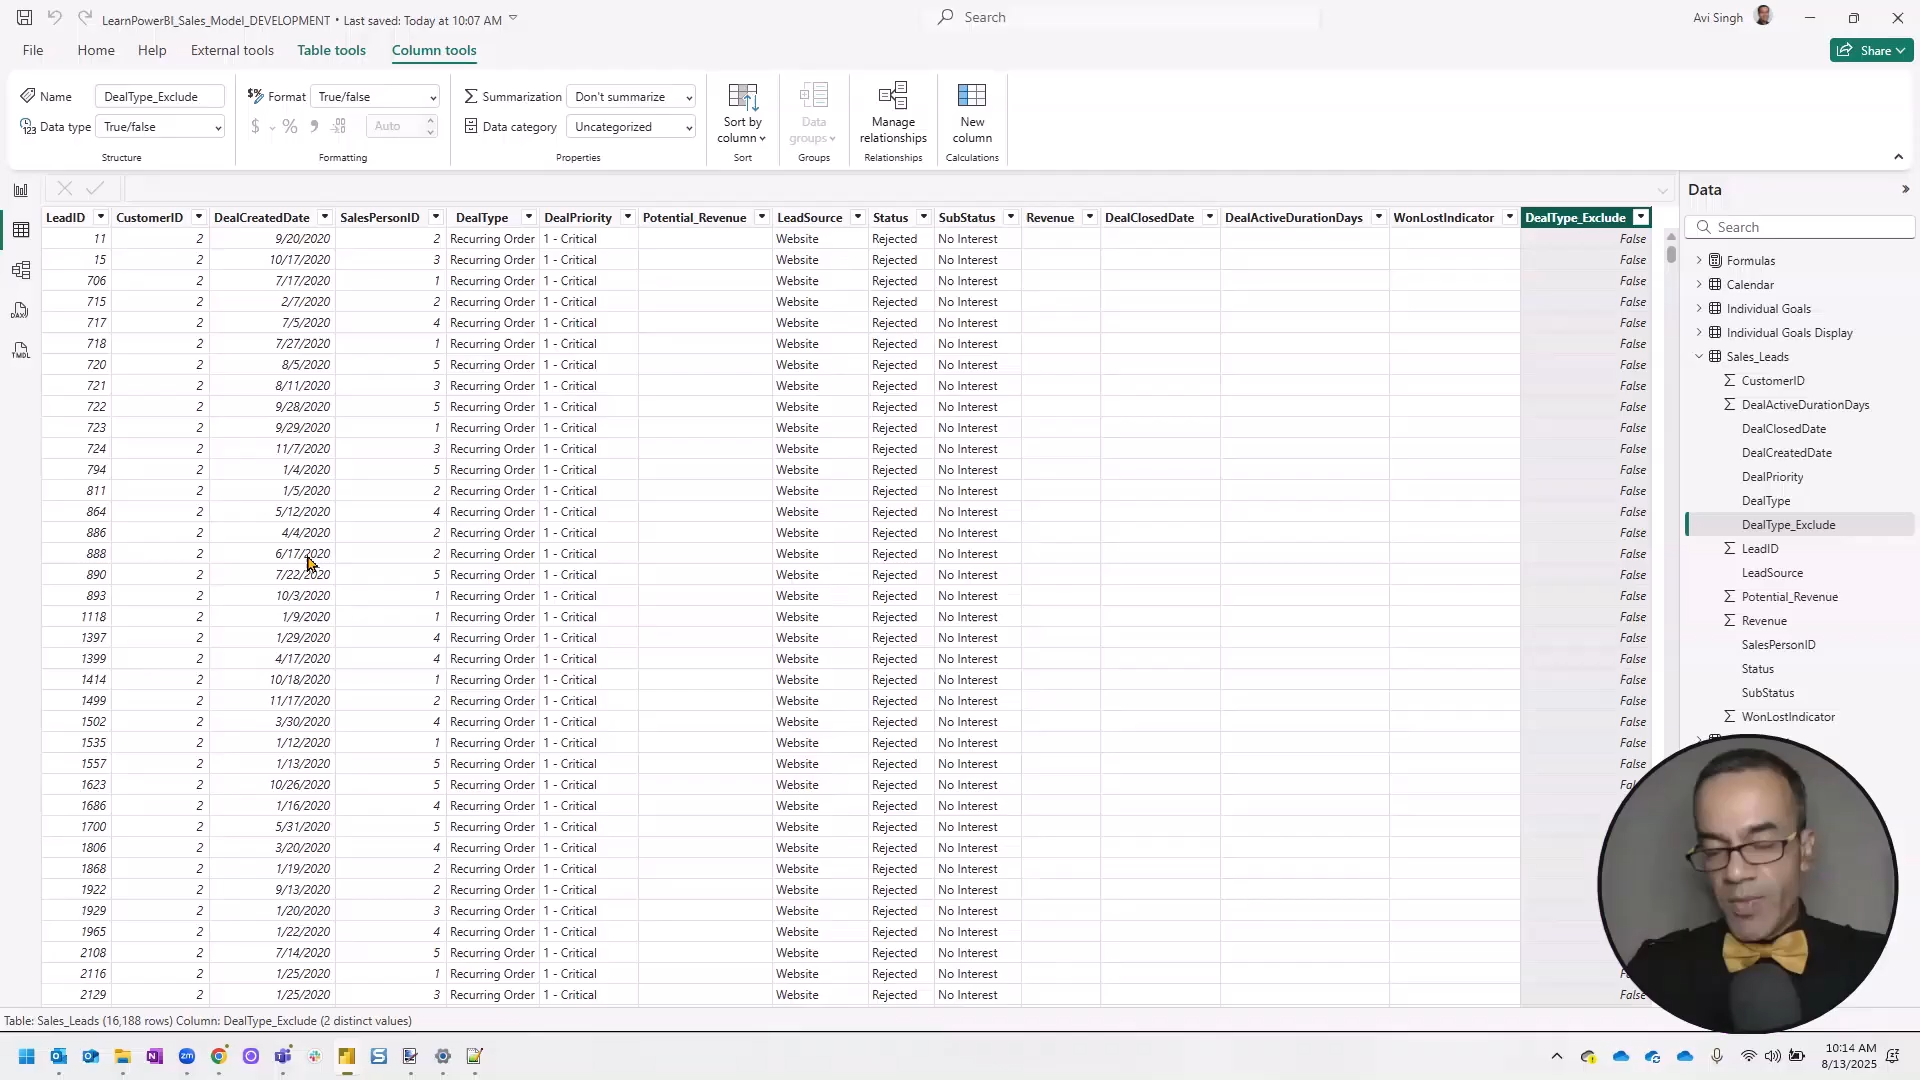 LearnPowerBI_Sales_Model_DEVELOPMENT • Last saved: Today at 10:07 AM
Search
Avi Singh
File Home Help External tools Table tools Column tools
Share
Name DealType_Exclude
Data type True/false
Structure
Format True/false
$ % Auto
Formatting
Summarization Don't summarize
Data category Uncategorized
Properties
Sort by column
Sort
Data groups
Groups
Manage relationships
Relationships
New column
Calculations
LeadID CustomerID DealCreatedDate SalesPersonID DealType DealPriority Potential_Revenue LeadSource Status SubStatus Revenue DealClosedDate DealActiveDurationDays WonLostIndicator DealType_Exclude
11 2 9/20/2020 2 Recurring Order 1 - Critical Website Rejected No Interest False
15 2 10/17/2020 3 Recurring Order 1 - Critical Website Rejected No Interest False
706 2 7/17/2020 1 Recurring Order 1 - Critical Website Rejected No Interest False
715 2 2/7/2020 2 Recurring Order 1 - Critical Website Rejected No Interest False
717 2 7/5/2020 4 Recurring Order 1 - Critical Website Rejected No Interest False
718 2 7/27/2020 1 Recurring Order 1 - Critical Website Rejected No Interest False
720 2 8/5/2020 5 Recurring Order 1 - Critical Website Rejected No Interest False
721 2 8/11/2020 3 Recurring Order 1 - Critical Website Rejected No Interest False
722 2 9/28/2020 5 Recurring Order 1 - Critical Website Rejected No Interest False
723 2 9/29/2020 1 Recurring Order 1 - Critical Website Rejected No Interest False
724 2 11/7/2020 3 Recurring Order 1 - Critical Website Rejected No Interest False
794 2 1/4/2020 5 Recurring Order 1 - Critical Website Rejected No Interest False
811 2 1/5/2020 2 Recurring Order 1 - Critical Website Rejected No Interest False
864 2 5/12/2020 4 Recurring Order 1 - Critical Website Rejected No Interest False
886 2 4/4/2020 2 Recurring Order 1 - Critical Website Rejected No Interest False
888 2 6/17/2020 2 Recurring Order 1 - Critical Website Rejected No Interest False
890 2 7/22/2020 5 Recurring Order 1 - Critical Website Rejected No Interest False
893 2 10/3/2020 1 Recurring Order 1 - Critical Website Rejected No Interest False
1118 2 1/9/2020 1 Recurring Order 1 - Critical Website Rejected No Interest False
1397 2 1/29/2020 4 Recurring Order 1 - Critical Website Rejected No Interest False
1399 2 4/17/2020 4 Recurring Order 1 - Critical Website Rejected No Interest False
1414 2 10/18/2020 1 Recurring Order 1 - Critical Website Rejected No Interest False
1499 2 11/17/2020 2 Recurring Order 1 - Critical Website Rejected No Interest False
1502 2 3/30/2020 4 Recurring Order 1 - Critical Website Rejected No Interest False
1535 2 1/12/2020 1 Recurring Order 1 - Critical Website Rejected No Interest False
1557 2 1/13/2020 5 Recurring Order 1 - Critical Website Rejected No Interest False
1623 2 10/26/2020 5 Recurring Order 1 - Critical Website Rejected No Interest
1686 2 1/16/2020 4 Recurring Order 1 - Critical Website Rejected No Interest
1700 2 5/31/2020 5 Recurring Order 1 - Critical Website Rejected No Interest
1806 2 3/20/2020 4 Recurring Order 1 - Critical Website Rejected No Interest
1868 2 1/19/2020 2 Recurring Order 1 - Critical Website Rejected No Interest
1922 2 9/13/2020 2 Recurring Order 1 - Critical Website Rejected No Interest
1929 2 1/20/2020 3 Recurring Order 1 - Critical Website Rejected No Interest
1965 2 1/22/2020 4 Recurring Order 1 - Critical Website Rejected No Interest
2108 2 7/14/2020 5 Recurring Order 1 - Critical Website Rejected No Interest
2116 2 1/25/2020 1 Recurring Order 1 - Critical Website Rejected No Interest
2129 2 1/25/2020 3 Recurring Order 1 - Critical Website Rejected No Interest False
Data
Search
Formulas
Calendar
Individual Goals
Individual Goals Display
Sales_Leads
CustomerID
DealActiveDurationDays
DealClosedDate
DealCreatedDate
DealPriority
DealType
DealType_Exclude
LeadID
LeadSource
Potential_Revenue
Revenue
SalesPersonID
Status
SubStatus
WonLostIndicator
Table: Sales_Leads (16,188 rows) Column: DealType_Exclude (2 distinct values)
10:14 AM
8/13/2025